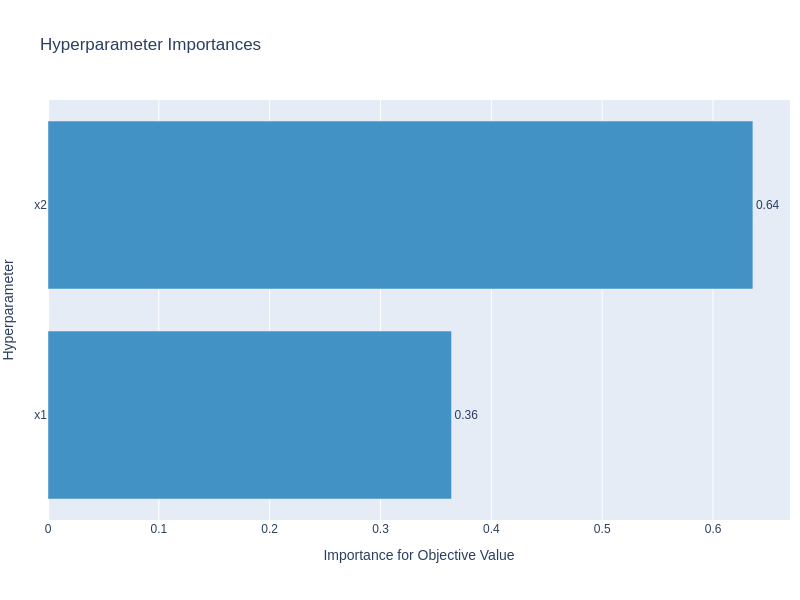 Hyperparameter Importances
Hyperparameter
x2
0.64
x1
0.36
0 0.1 0.2 0.3 0.4 0.5 0.6
Importance for Objective Value